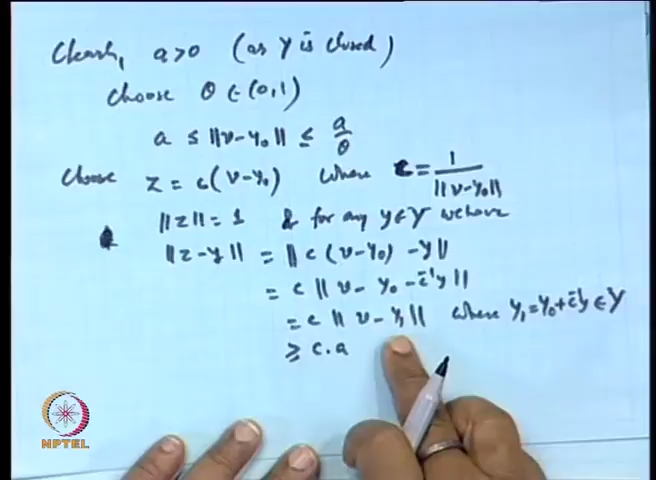 Clearly, a>0 (as Y is closed)
Choose θ ∈ (0,1)
a ≤ ||v-y₀|| ≤ a/θ
Choose z = c(v-y₀) where c = 1/||v-y₀||
||z|| = 1 & for any y∈Y we have
||z-y|| = ||c(v-y₀) -y||
= c||v- y₀ -c⁻¹y||
= c||v-y₁|| where y₁=y₀+c⁻¹y ∈ Y
≥ c.a
NPTEL